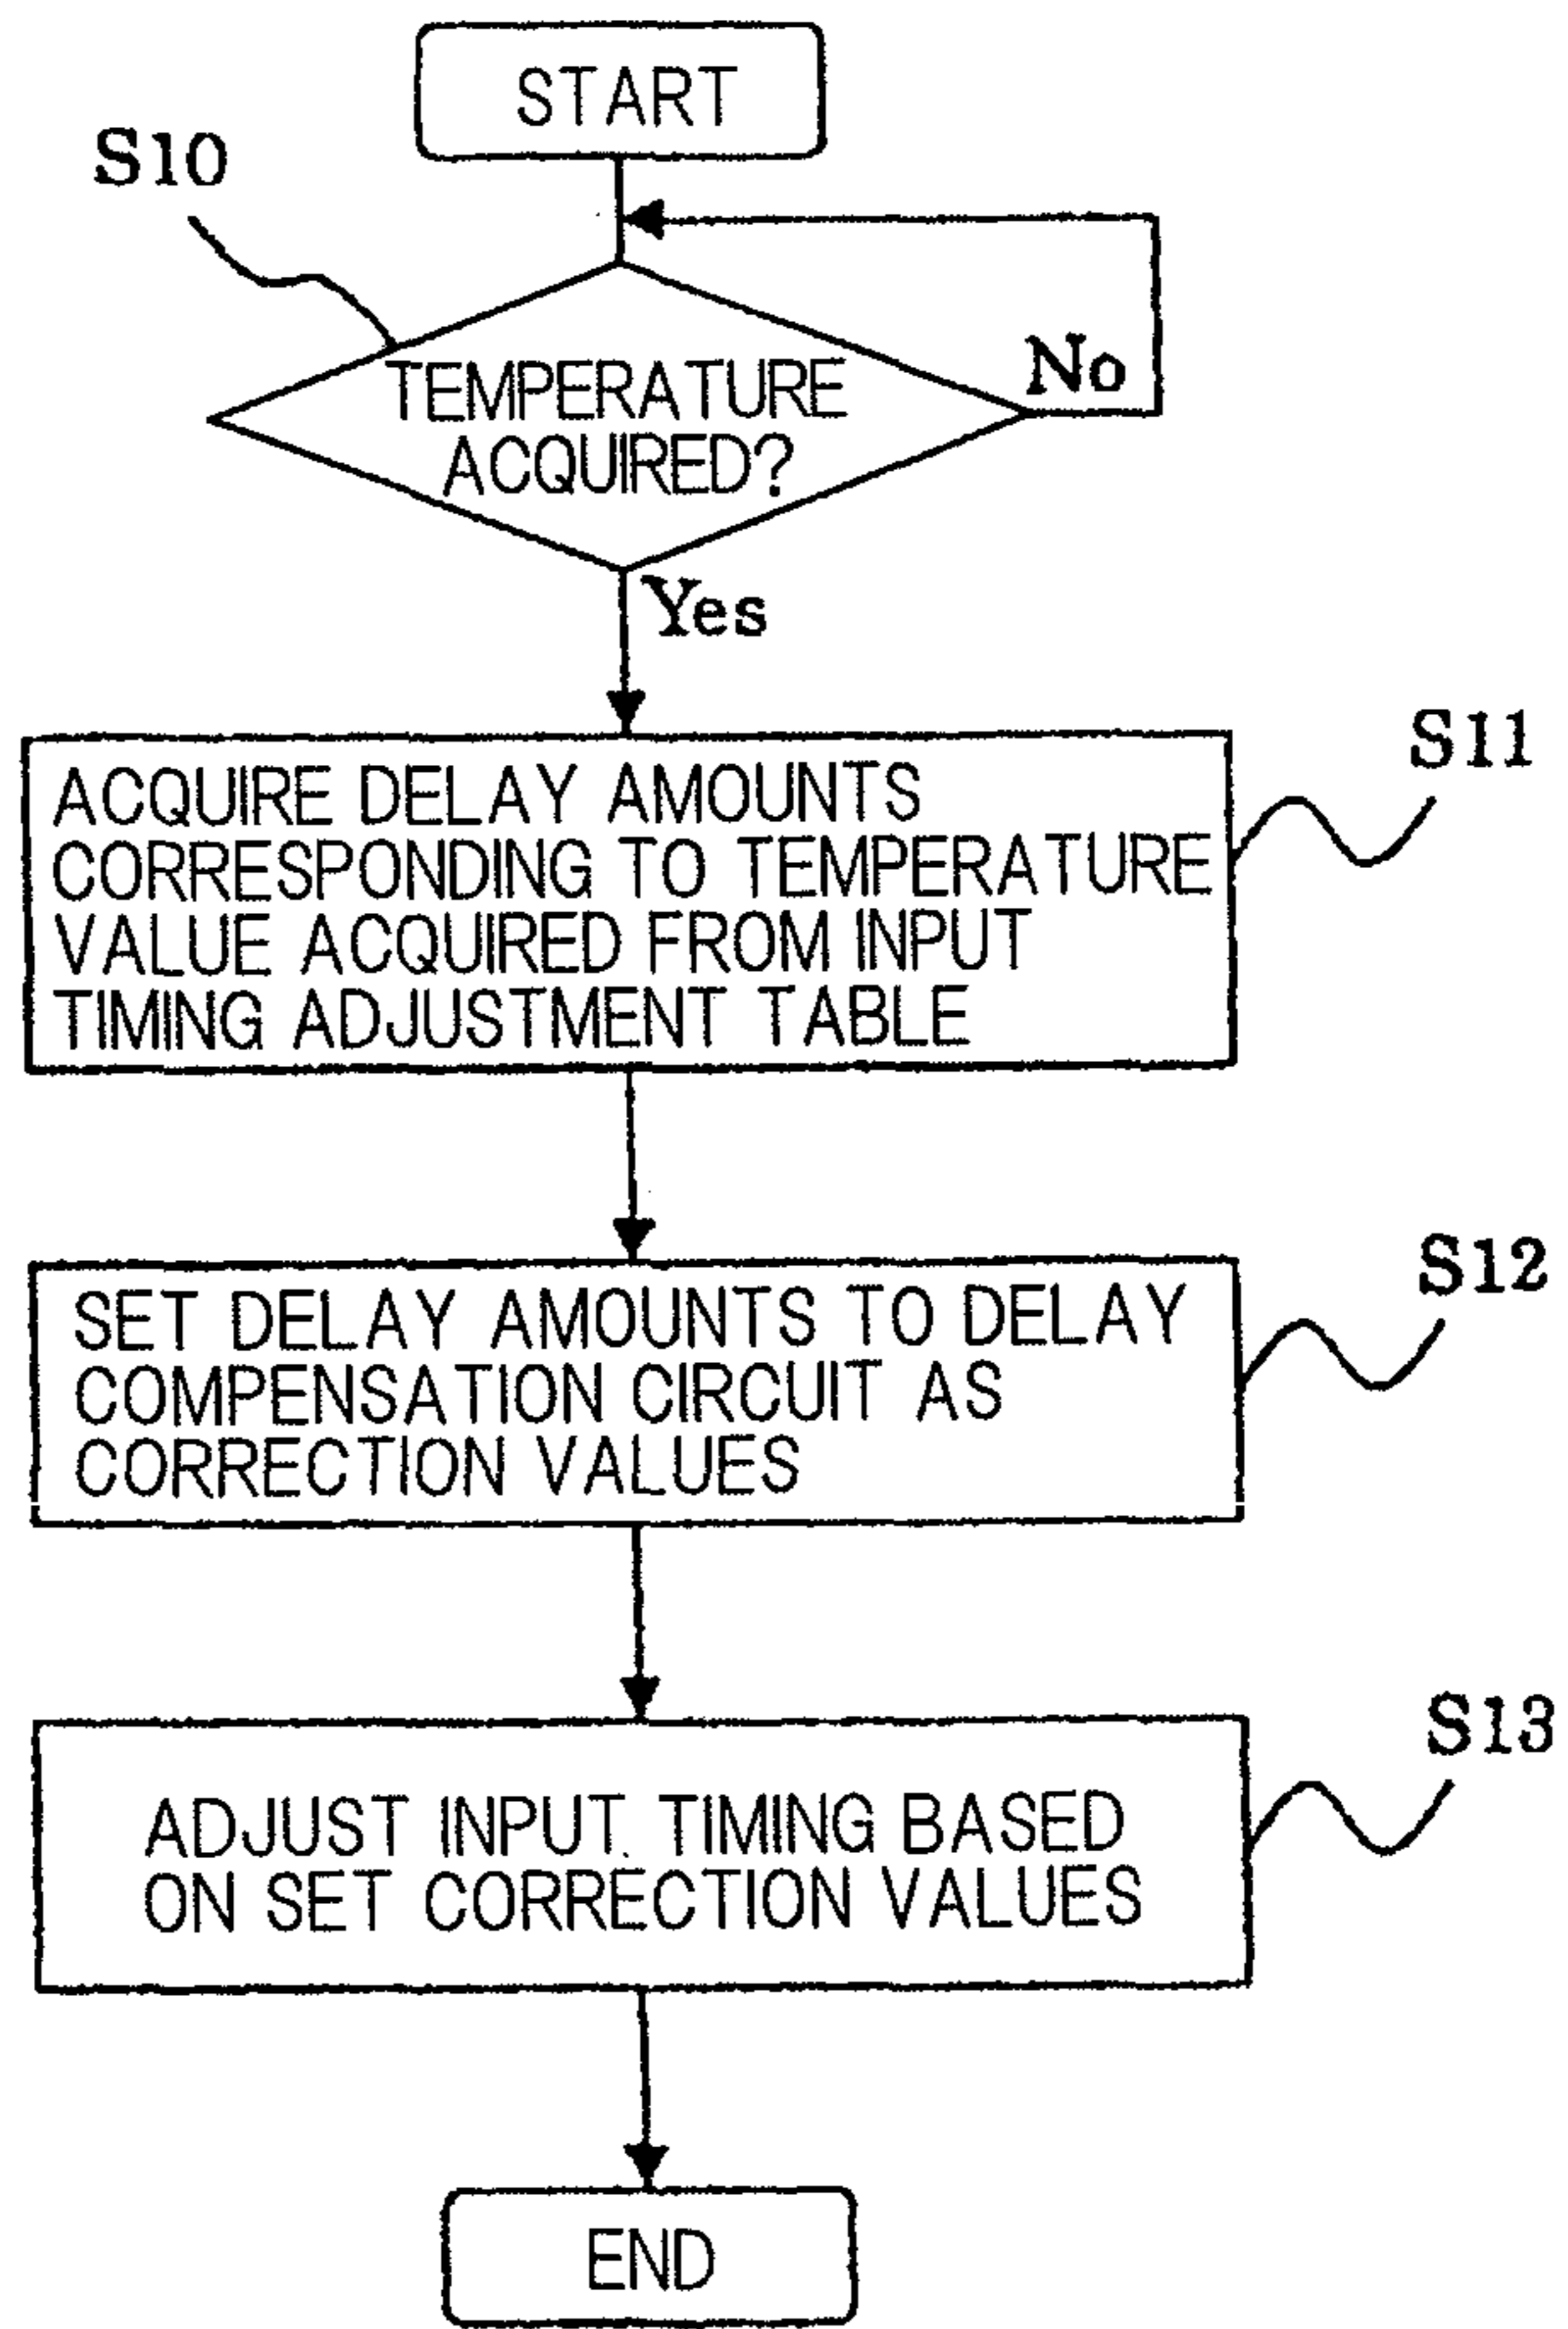 START
S10
TEMPERATURE
ACQUIRED?
No
Yes
S11
ACQUIRE DELAY AMOUNTS
CORRESPONDING TO TEMPERATURE
VALUE ACQUIRED FROM INPUT
TIMING ADJUSTMENT TABLE
S12
SET DELAY AMOUNTS TO DELAY
COMPENSATION CIRCUIT AS
CORRECTION VALUES
S13
ADJUST INPUT TIMING BASED
ON SET CORRECTION VALUES
END